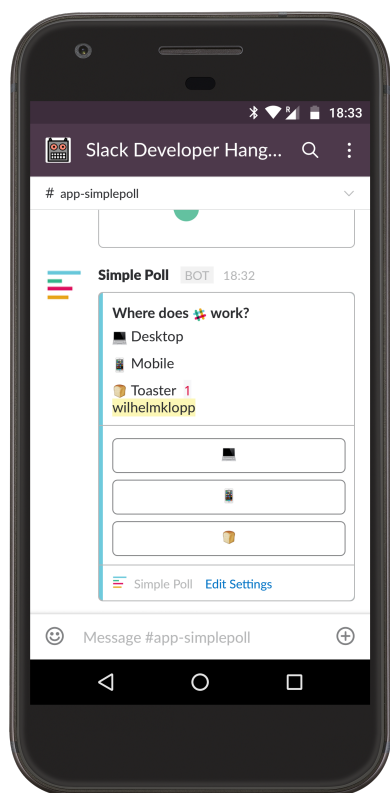 18:33
Slack Developer Hang...
# app-simplepoll
Simple Poll BOT 18:32
Where does work?
Desktop
Mobile
Toaster 1
wilhelmklopp
Simple Poll Edit Settings
Message #app-simplepoll